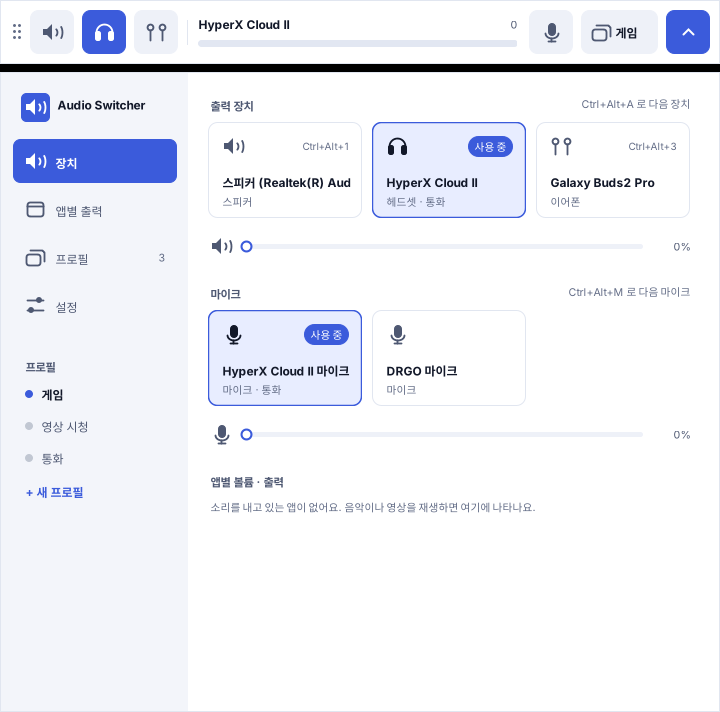 HyperX Cloud II
0
게임
Audio Switcher
장치
앱별 출력
프로필
3
설정
프로필
게임
영상 시청
통화
+ 새 프로필
출력 장치
Ctrl+Alt+A 로 다음 장치
Ctrl+Alt+1
스피커 (Realtek(R) Aud
스피커
사용 중
HyperX Cloud II
헤드셋 · 통화
Ctrl+Alt+3
Galaxy Buds2 Pro
이어폰
0%
마이크
Ctrl+Alt+M 로 다음 마이크
사용 중
HyperX Cloud II 마이크
마이크 · 통화
DRGO 마이크
마이크
0%
앱별 볼륨 · 출력
소리를 내고 있는 앱이 없어요. 음악이나 영상을 재생하면 여기에 나타나요.